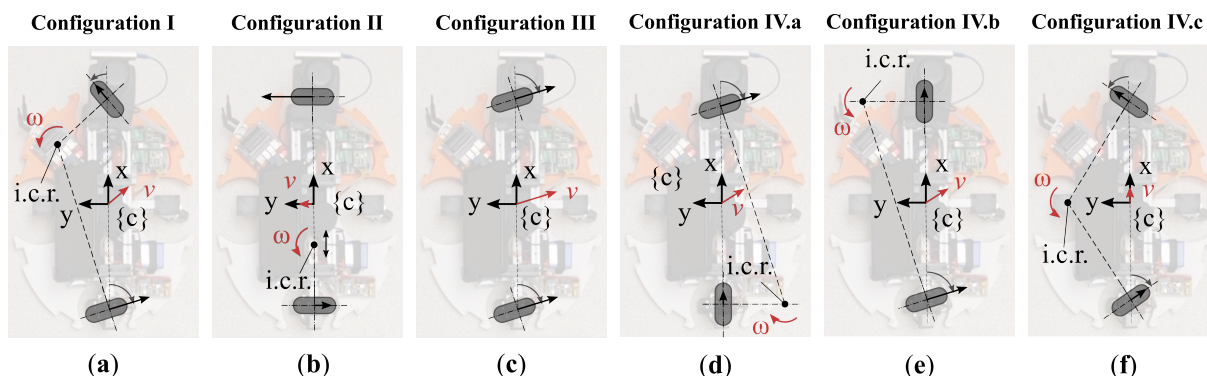 Configuration I
Configuration II
Configuration III
Configuration IV.a
Configuration IV.b
Configuration IV.c
ω
i.c.r.
x
v
y
{c}
x
v
y
{c}
ω
i.c.r.
x
y
v
{c}
{c}
x
y
v
i.c.r.
ω
i.c.r.
ω
x
v
y
{c}
x
ω
v
y
{c}
i.c.r.
(a)
(b)
(c)
(d)
(e)
(f)